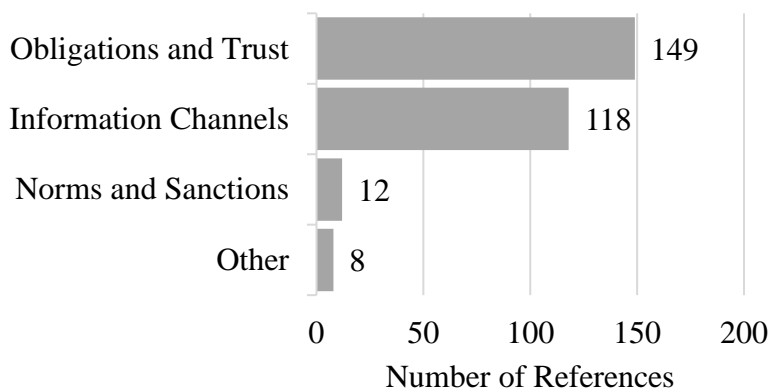 Obligations and Trust 149
Information Channels 118
Norms and Sanctions 12
Other 8
0 50 100 150 200
Number of References